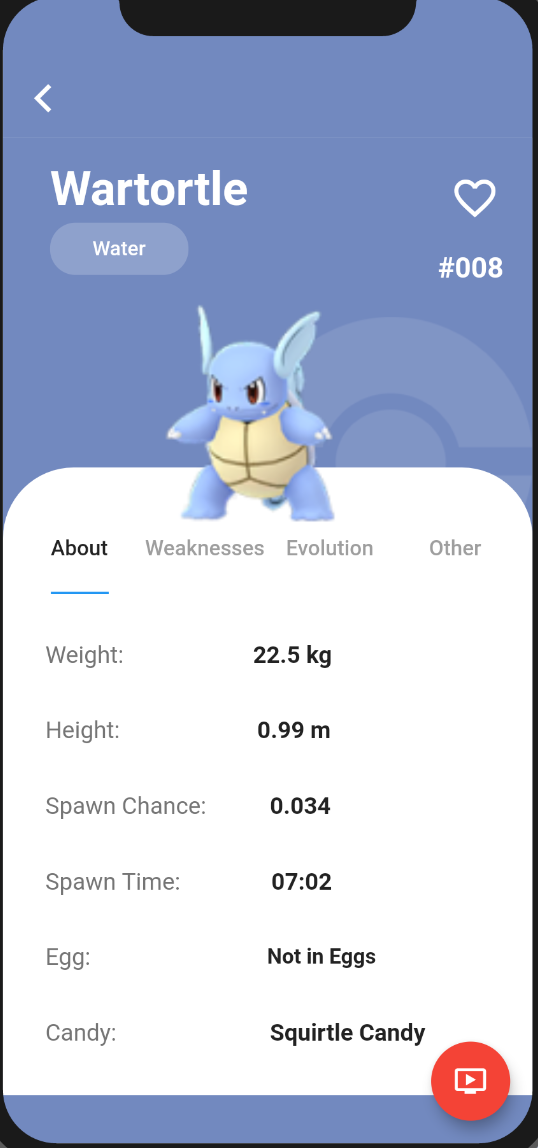 Wartortle
Water
#008
About Weaknesses Evolution Other
Weight: 22.5 kg
Height: 0.99 m
Spawn Chance: 0.034
Spawn Time: 07:02
Egg: Not in Eggs
Candy: Squirtle Candy